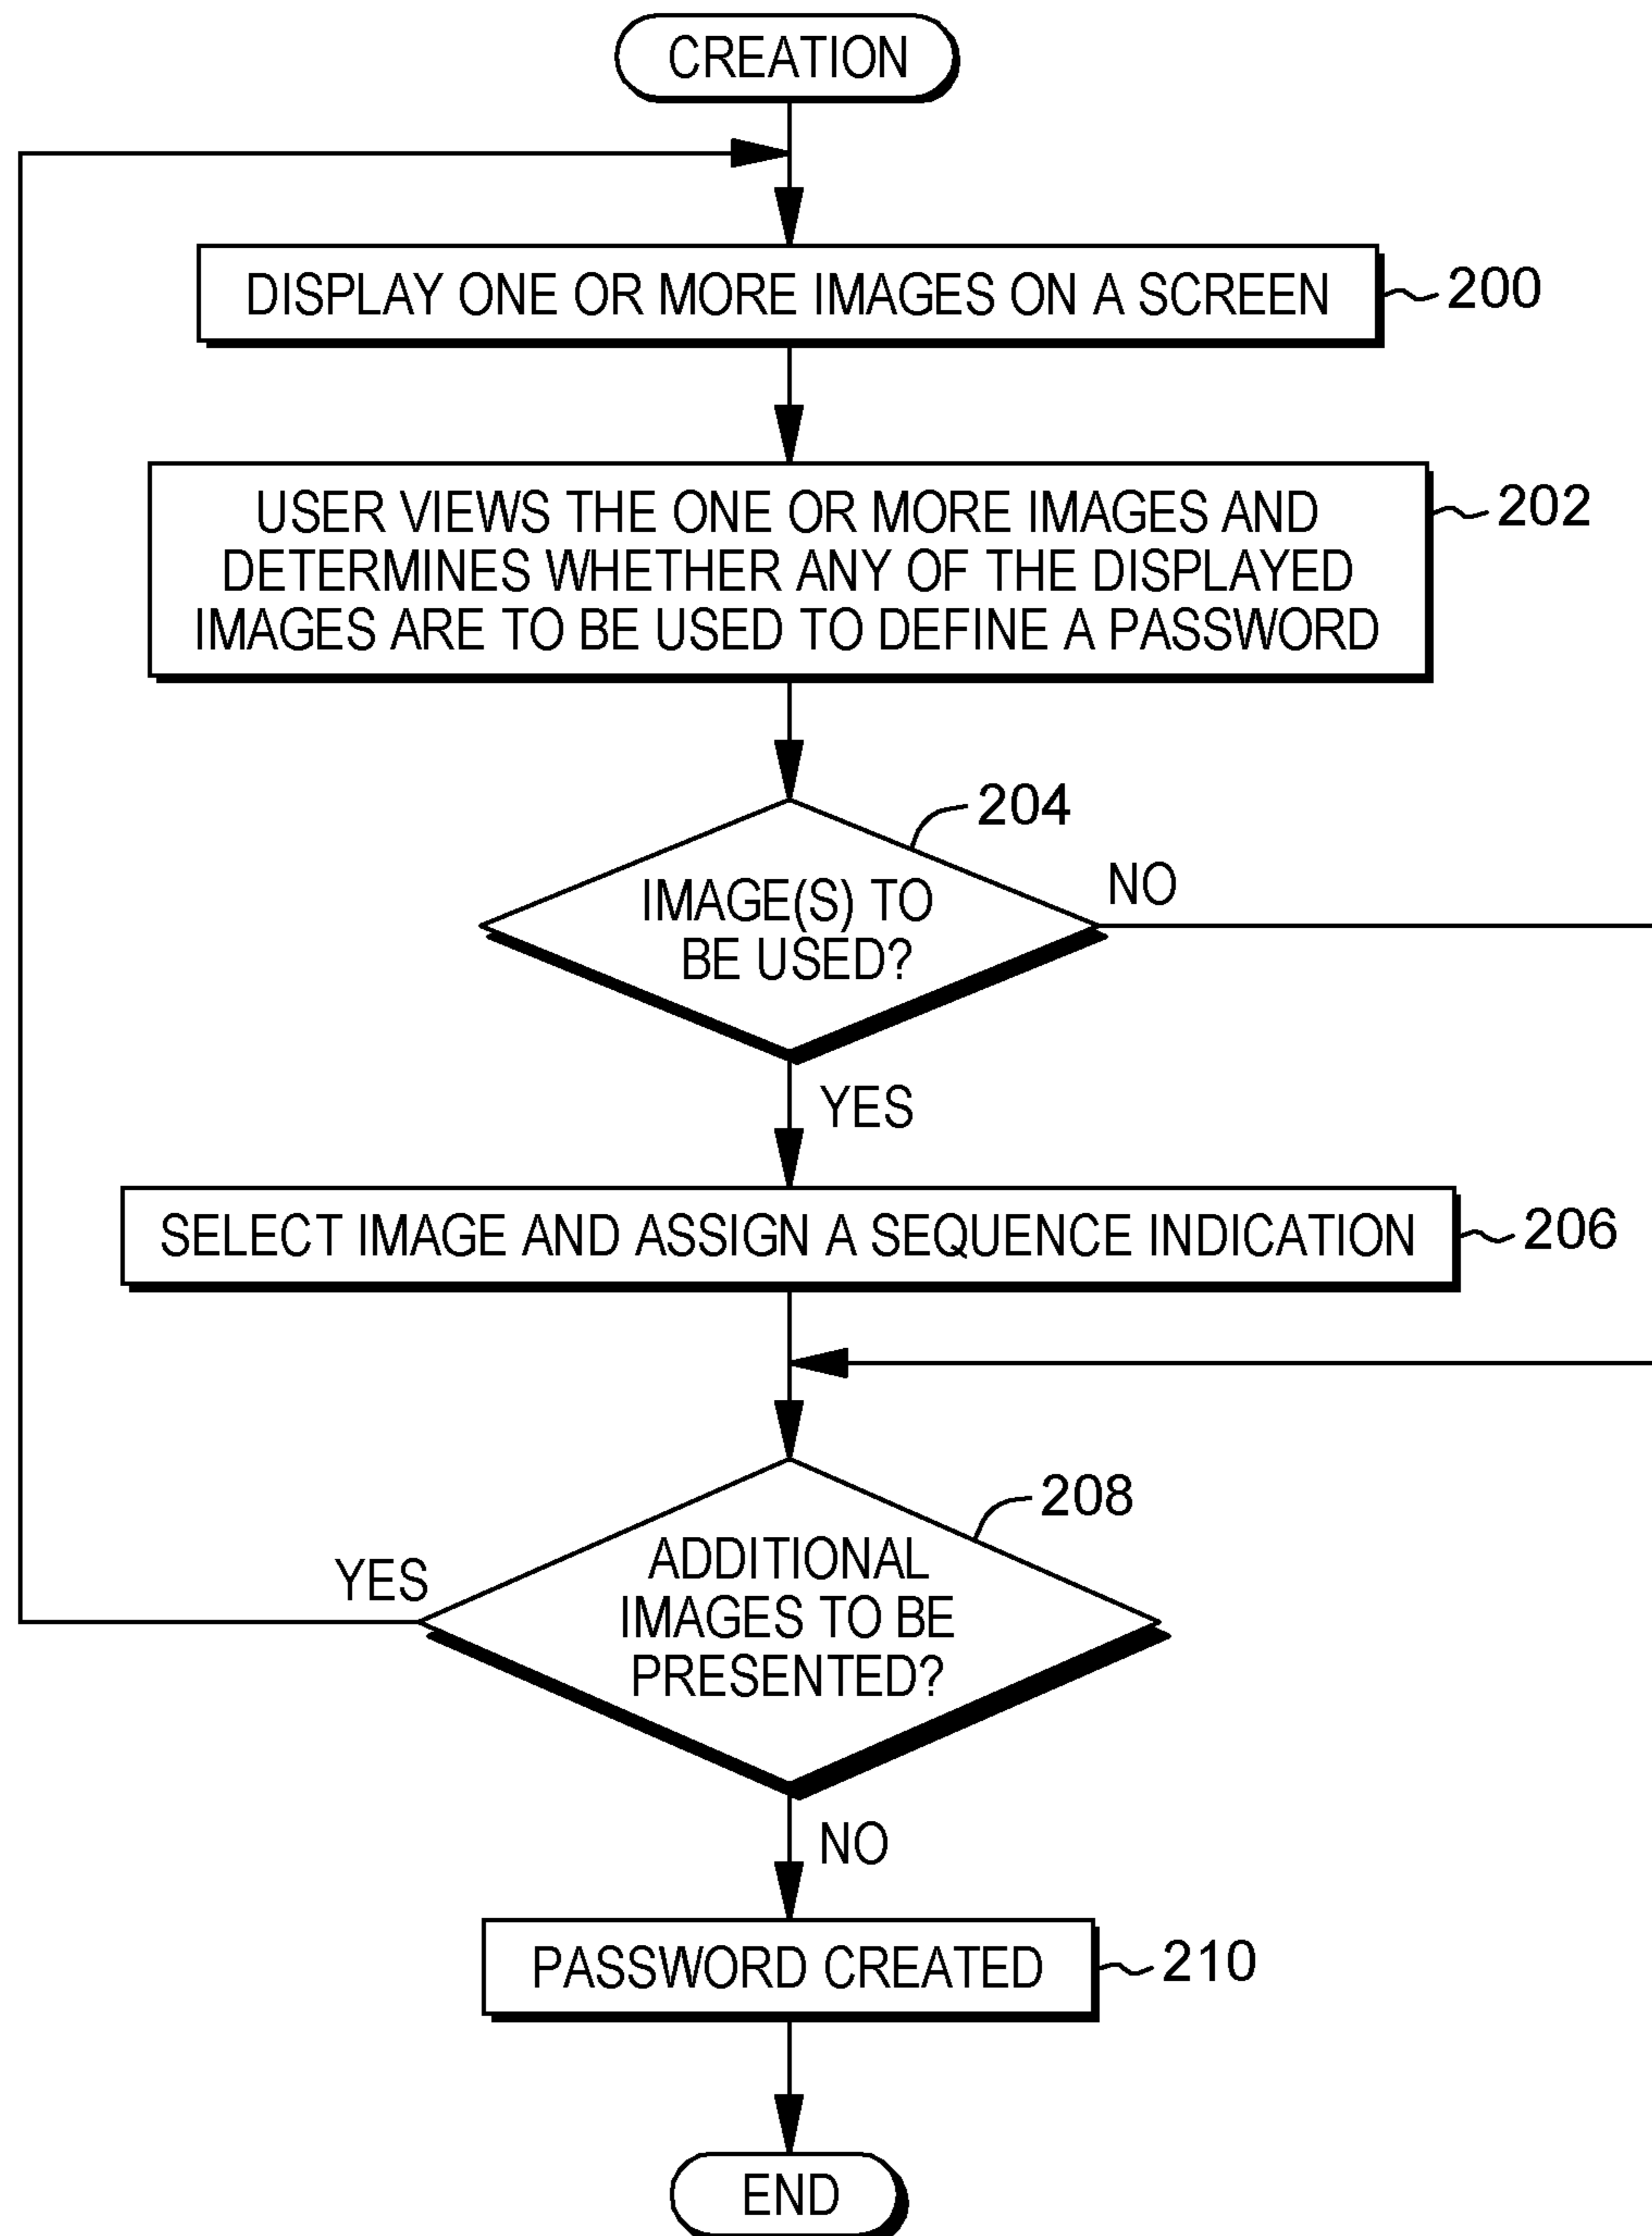 CREATION
DISPLAY ONE OR MORE IMAGES ON A SCREEN
200
USER VIEWS THE ONE OR MORE IMAGES AND
DETERMINES WHETHER ANY OF THE DISPLAYED
IMAGES ARE TO BE USED TO DEFINE A PASSWORD
202
204
IMAGE(S) TO
BE USED?
NO
YES
SELECT IMAGE AND ASSIGN A SEQUENCE INDICATION
206
208
ADDITIONAL
IMAGES TO BE
PRESENTED?
YES
NO
PASSWORD CREATED
210
END